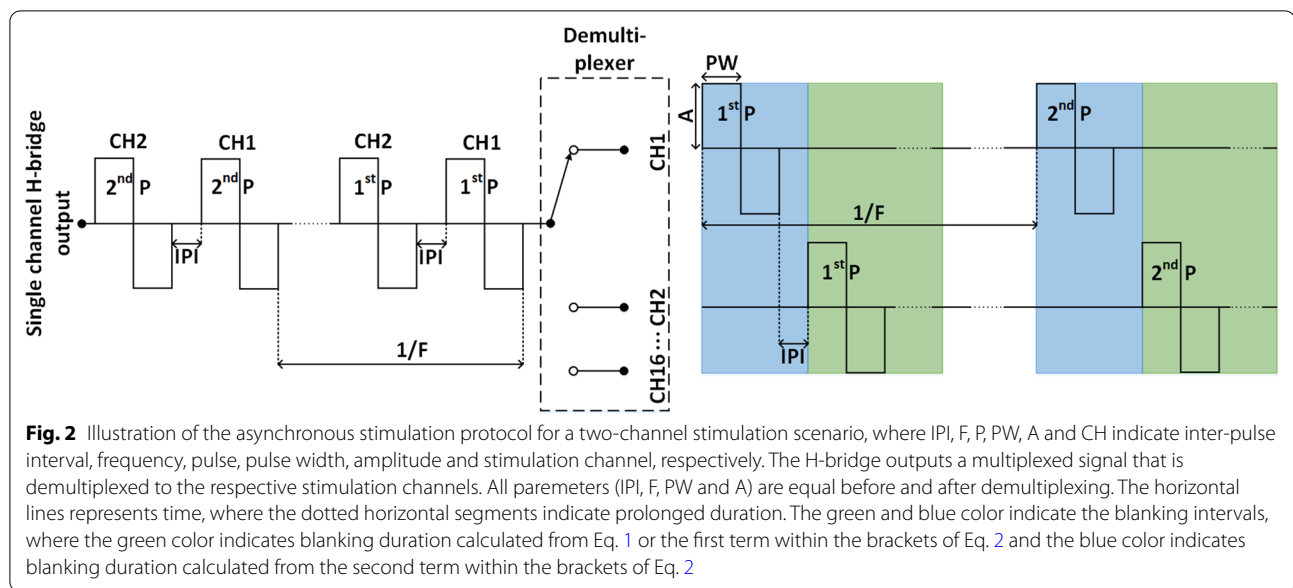 Demulti-
plexer
Single channel H-bridge
output
CH2
CH1
CH2
CH1
2nd P
2nd P
1st P
1st P
IPI
IPI
1/F
CH1
CH16 ··· CH2
PW
A
1st P
2nd P
1/F
1st P
2nd P
IPI
Fig. 2 Illustration of the asynchronous stimulation protocol for a two-channel stimulation scenario, where IPI, F, P, PW, A and CH indicate inter-pulse
interval, frequency, pulse, pulse width, amplitude and stimulation channel, respectively. The H-bridge outputs a multiplexed signal that is
demultiplexed to the respective stimulation channels. All paremeters (IPI, F, PW and A) are equal before and after demultiplexing. The horizontal
lines represents time, where the dotted horizontal segments indicate prolonged duration. The green and blue color indicate the blanking intervals,
where the green color indicates blanking duration calculated from Eq. 1 or the first term within the brackets of Eq. 2 and the blue color indicates
blanking duration calculated from the second term within the brackets of Eq. 2